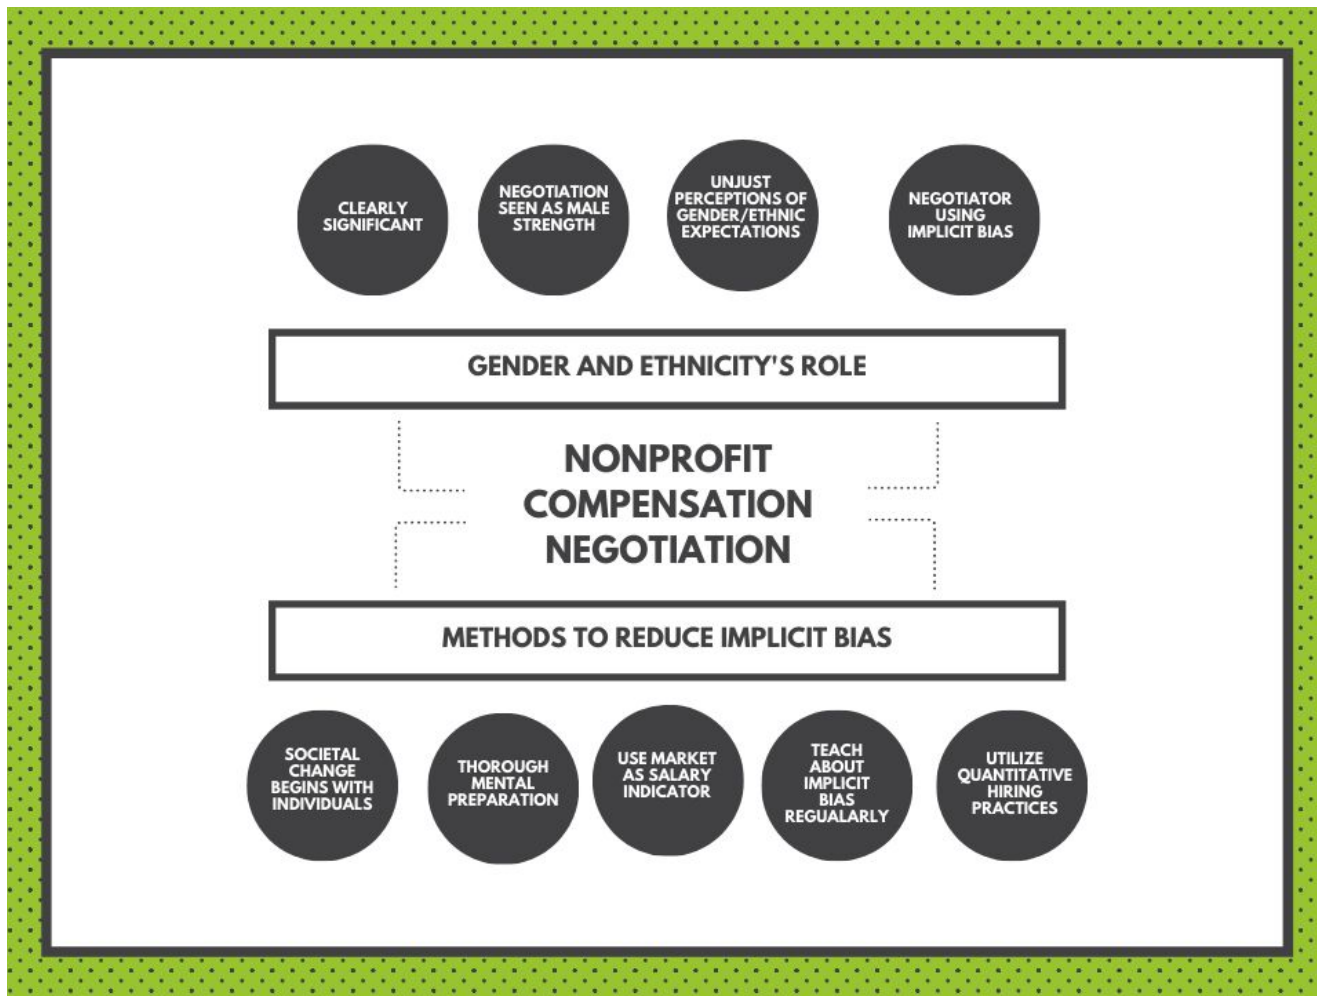 CLEARLY
SIGNIFICANT
NEGOTIATION
SEEN AS MALE
STRENGTH
UNJUST
PERCEPTIONS OF
GENDER/ETHNIC
EXPECTATIONS
NEGOTIATOR
USING
IMPLICIT BIAS
GENDER AND ETHNICITY'S ROLE
NONPROFIT
COMPENSATION
NEGOTIATION
METHODS TO REDUCE IMPLICIT BIAS
SOCIETAL
CHANGE
BEGINS WITH
INDIVIDUALS
THOROUGH
MENTAL
PREPARATION
USE MARKET
AS SALARY
INDICATOR
TEACH
ABOUT
IMPLICIT
BIAS
REGUALARLY
UTILIZE
QUANTITATIVE
HIRING
PRACTICES